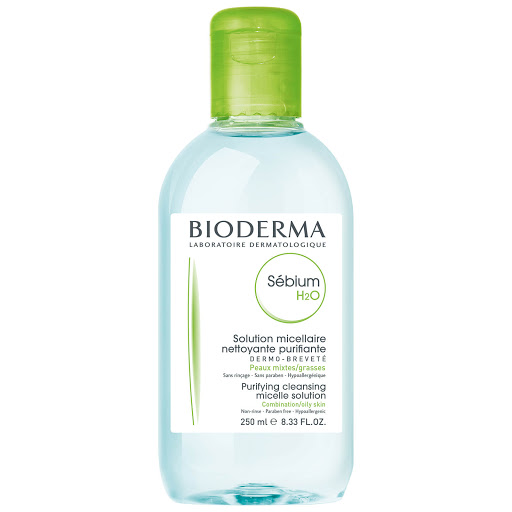 BIODERMA
LABORATOIRE DERMATOLOGIQUE
Sébium
H2O
Solution micellaire
nettoyante purifiante
DERMO-BREVETÉ
Peaux mixtes/grasses
Sans rinçage - Sans paraben - Hypoallergénique
Purifying cleansing
micelle solution
Combination/oily skin
Non-rinse - Paraben free - Hypoallergenic
250 ml ℮ 8.33 FL.OZ.